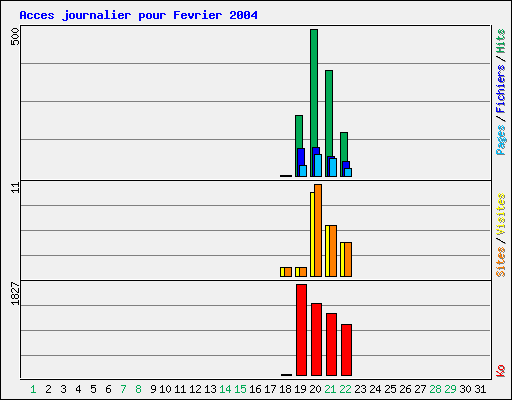 Acces journalier pour Fevrier 2004
500
Pages/Fichiers/Hits
11
Sites/Visites
1827
Ko
1 2 3 4 5 6 7 8 9 10 11 12 13 14 15 16 17 18 19 20 21 22 23 24 25 26 27 28 29 30 31